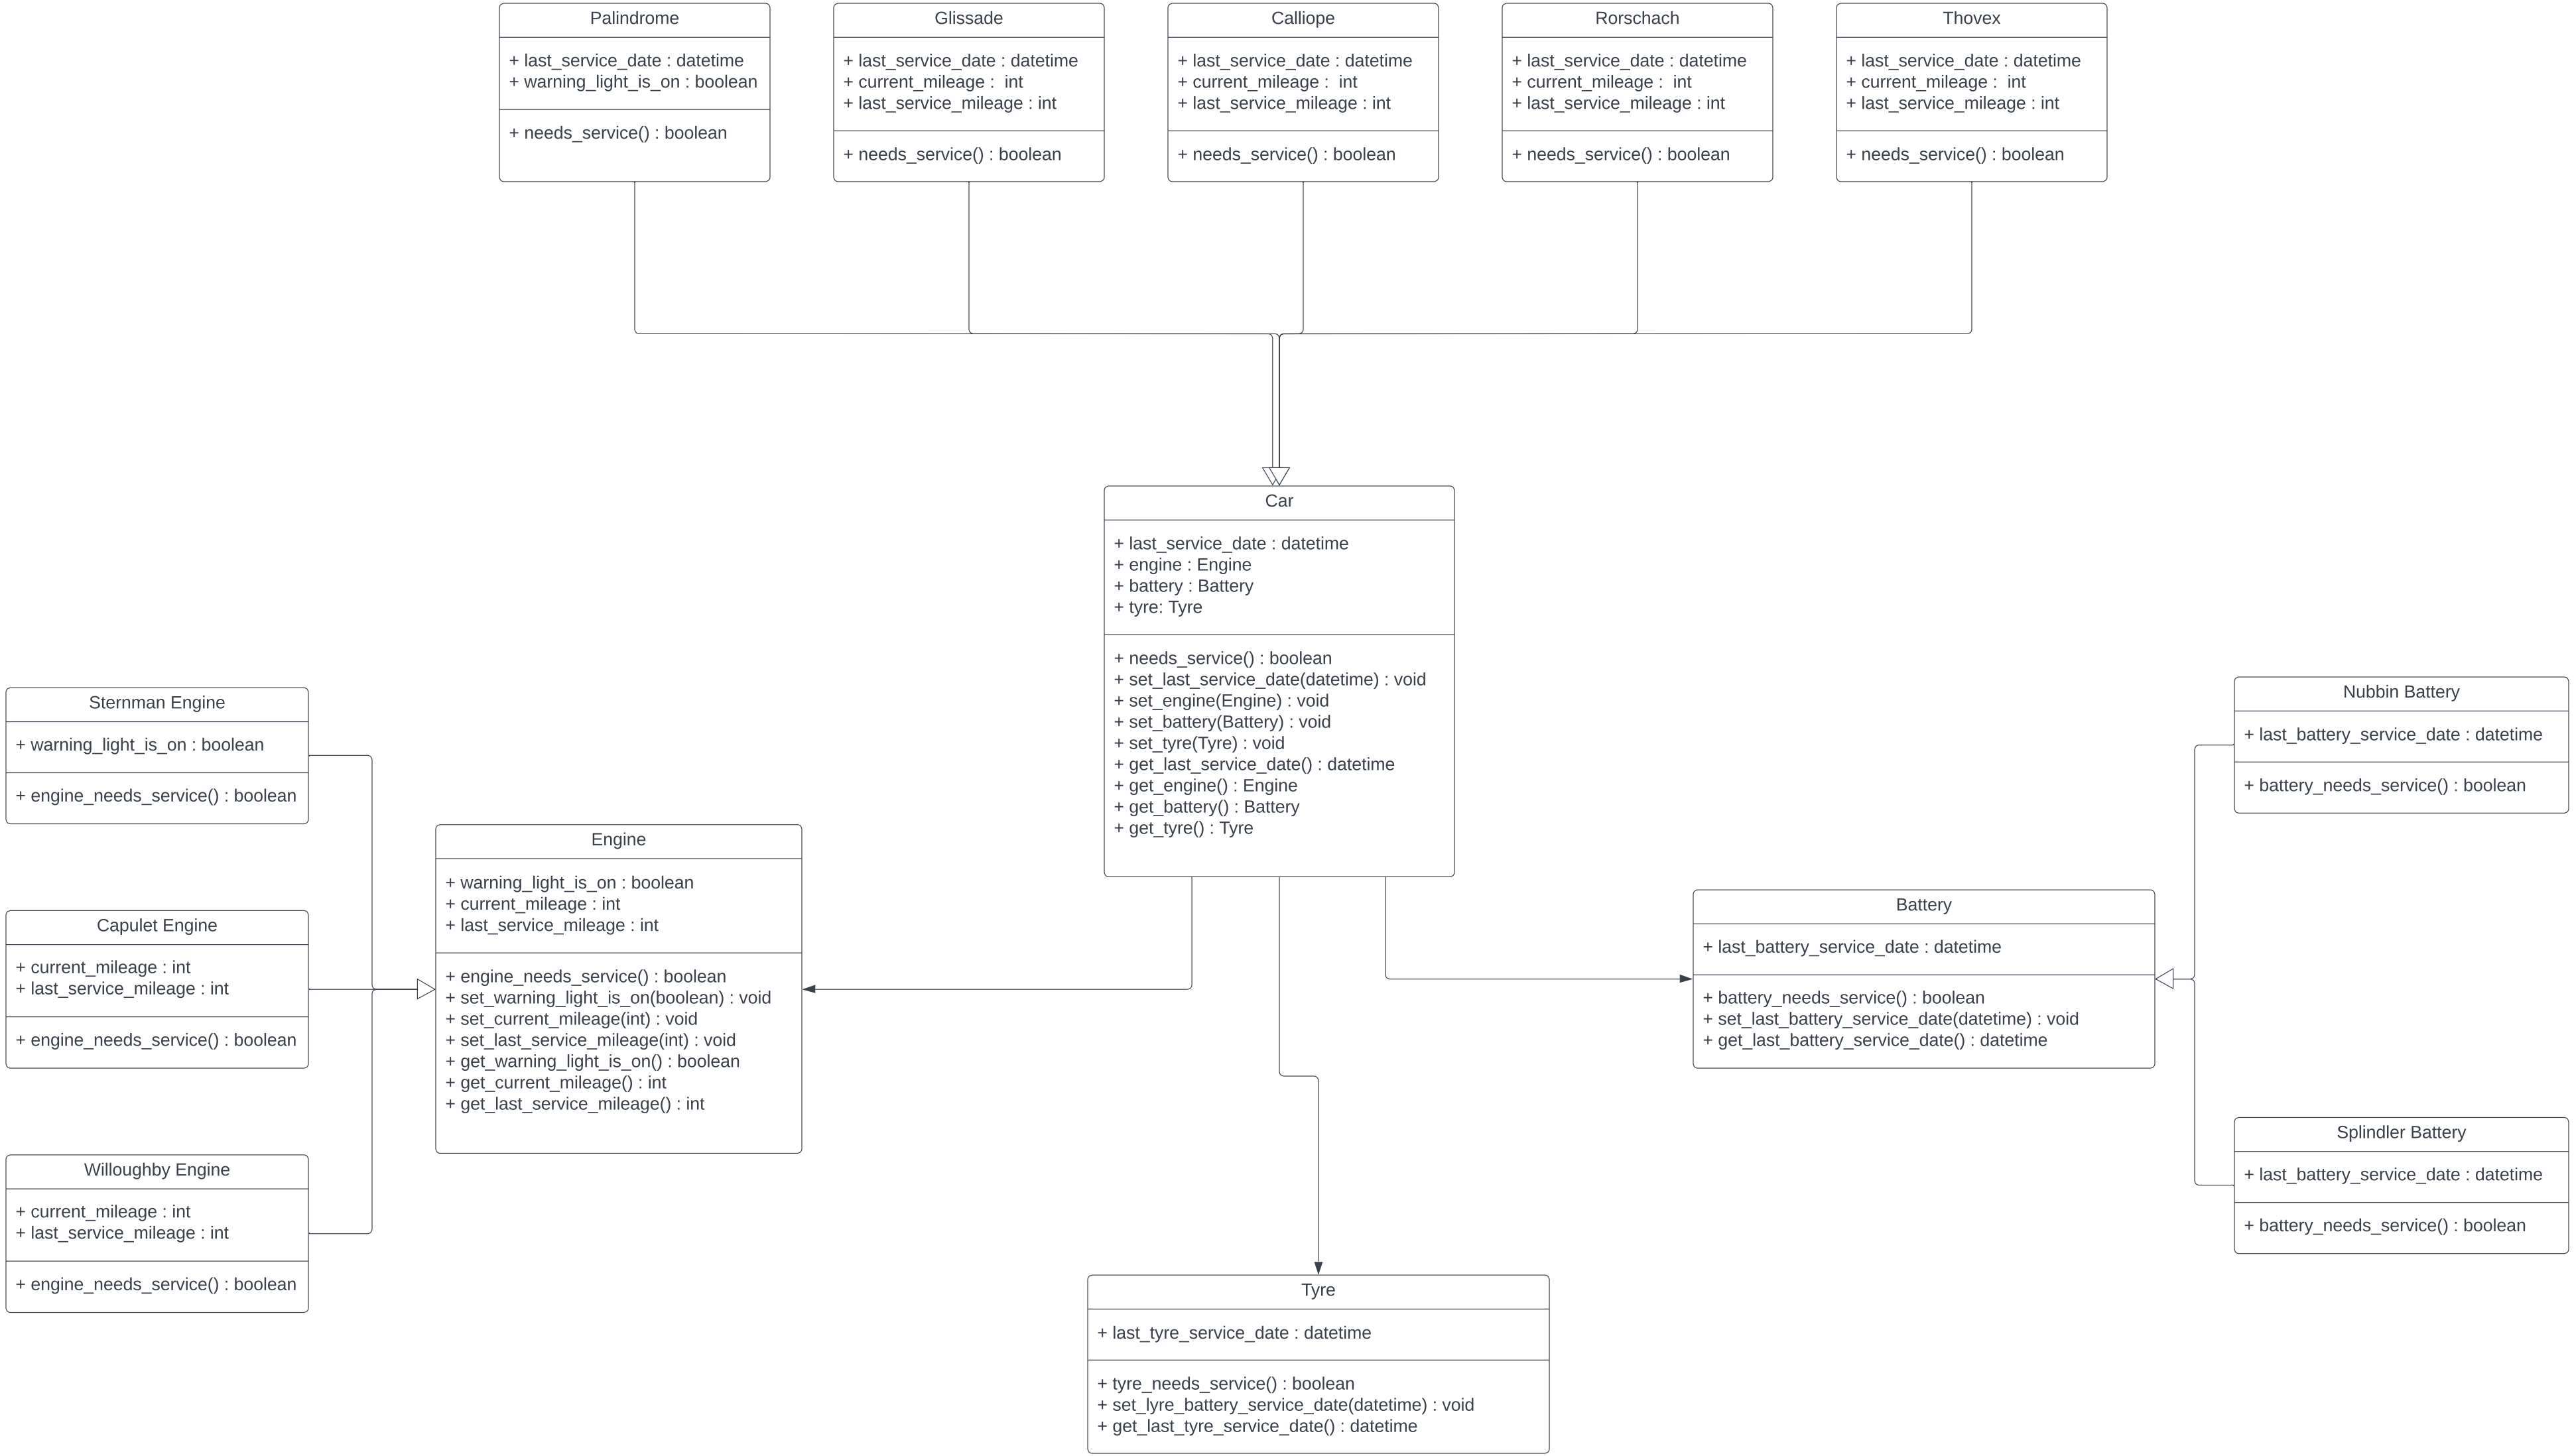 Palindrome
+ last_service_date : datetime
+ warning_light_is_on : boolean
+ needs_service() : boolean
Glissade
+ last_service_date : datetime
+ current_mileage :  int
+ last_service_mileage : int
+ needs_service() : boolean
Calliope
+ last_service_date : datetime
+ current_mileage :  int
+ last_service_mileage : int
+ needs_service() : boolean
Rorschach
+ last_service_date : datetime
+ current_mileage :  int
+ last_service_mileage : int
+ needs_service() : boolean
Thovex
+ last_service_date : datetime
+ current_mileage :  int
+ last_service_mileage : int
+ needs_service() : boolean
Car
+ last_service_date : datetime
+ engine : Engine
+ battery : Battery
+ tyre: Tyre
+ needs_service() : boolean
+ set_last_service_date(datetime) : void
+ set_engine(Engine) : void
+ set_battery(Battery) : void
+ set_tyre(Tyre) : void
+ get_last_service_date() : datetime
+ get_engine() : Engine
+ get_battery() : Battery
+ get_tyre() : Tyre
Sternman Engine
+ warning_light_is_on : boolean
+ engine_needs_service() : boolean
Capulet Engine
+ current_mileage : int
+ last_service_mileage : int
+ engine_needs_service() : boolean
Willoughby Engine
+ current_mileage : int
+ last_service_mileage : int
+ engine_needs_service() : boolean
Engine
+ warning_light_is_on : boolean
+ current_mileage : int
+ last_service_mileage : int
+ engine_needs_service() : boolean
+ set_warning_light_is_on(boolean) : void
+ set_current_mileage(int) : void
+ set_last_service_mileage(int) : void
+ get_warning_light_is_on() : boolean
+ get_current_mileage() : int
+ get_last_service_mileage() : int
Battery
+ last_battery_service_date : datetime
+ battery_needs_service() : boolean
+ set_last_battery_service_date(datetime) : void
+ get_last_battery_service_date() : datetime
Nubbin Battery
+ last_battery_service_date : datetime
+ battery_needs_service() : boolean
Splindler Battery
+ last_battery_service_date : datetime
+ battery_needs_service() : boolean
Tyre
+ last_tyre_service_date : datetime
+ tyre_needs_service() : boolean
+ set_lyre_battery_service_date(datetime) : void
+ get_last_tyre_service_date() : datetime